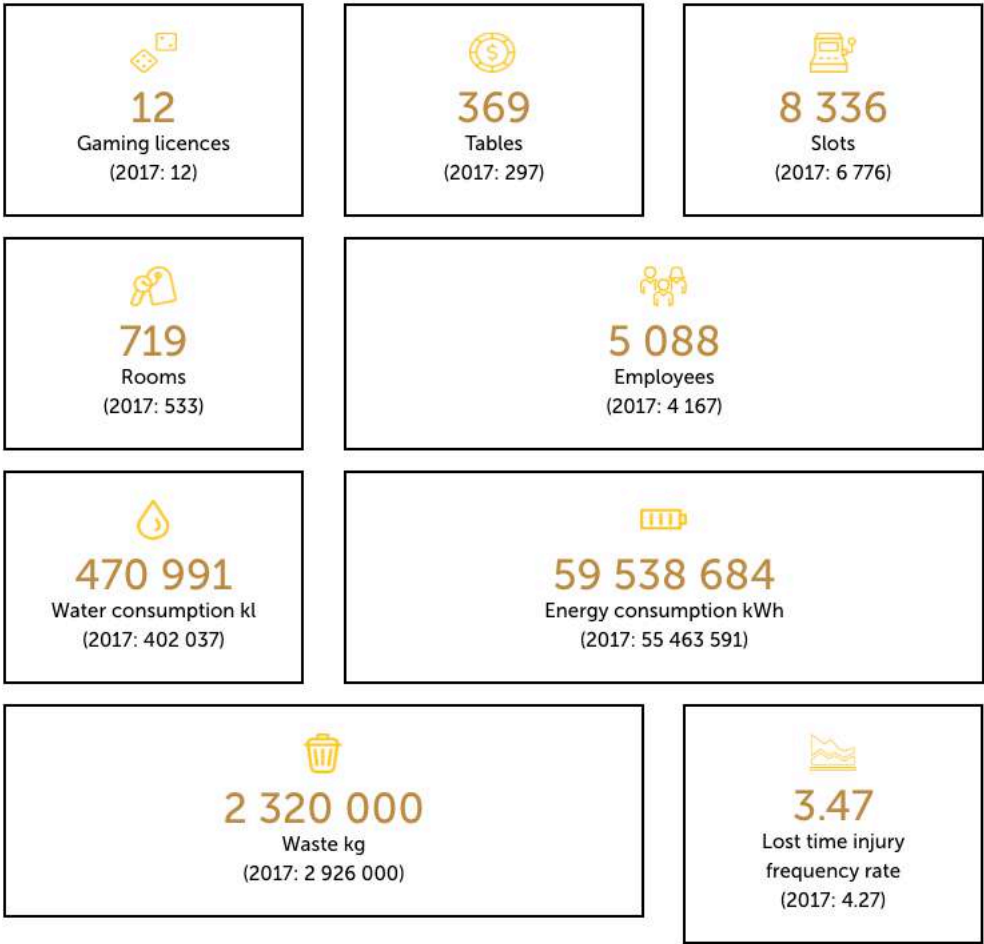 12
Gaming licences
(2017: 12)
369
Tables
(2017: 297)
8 336
Slots
(2017: 6 776)
719
Rooms
(2017: 533)
5 088
Employees
(2017: 4 167)
470 991
Water consumption kl
(2017: 402 037)
59 538 684
Energy consumption kWh
(2017: 55 463 591)
2 320 000
Waste kg
(2017: 2 926 000)
3.47
Lost time injury
frequency rate
(2017: 4.27)